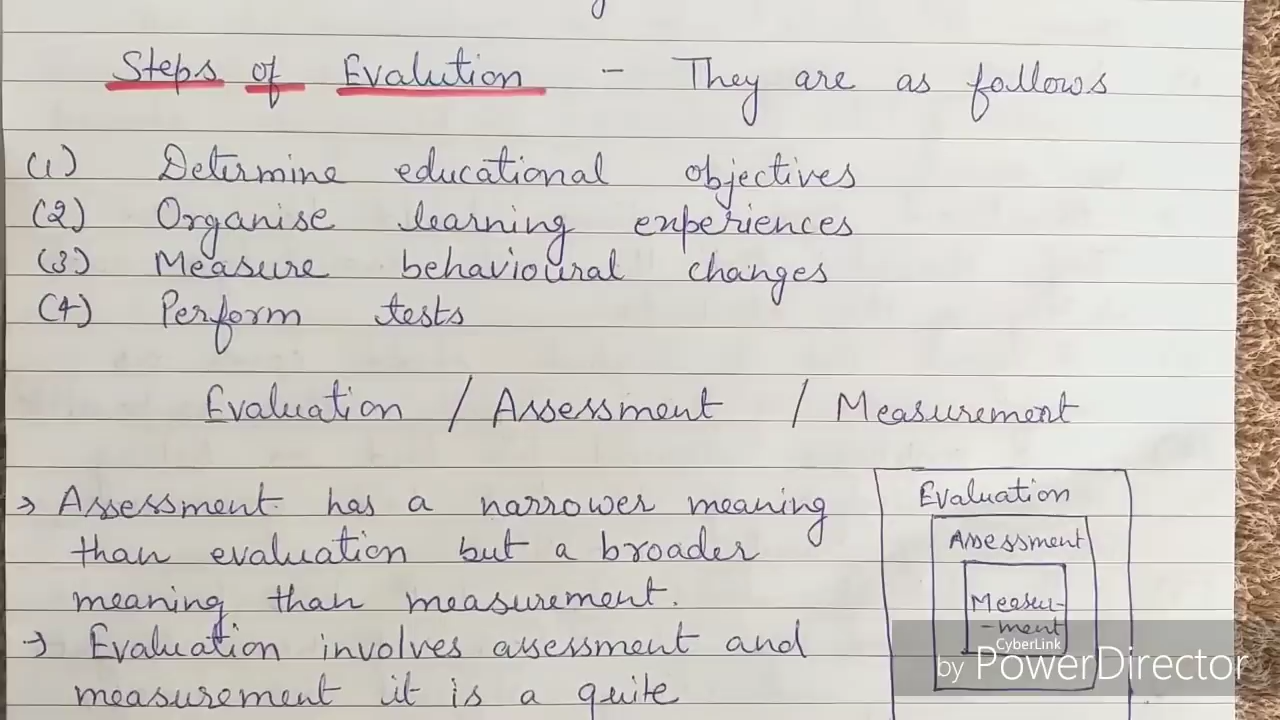 Steps of Evalution - They are as follows
(1) Determine educational objectives
(2) Organise learning experiences
(3) Measure behavioural changes
(4) Perform tests
Evaluation / Assessment / Measurement
→ Assessment has a narrower meaning
than evaluation but a broader
meaning than measurement.
→ Evaluation involves assessment and
measurement it is a quite
Evaluation
Assessment
Measur-
-ment
CyberLink
by PowerDirector